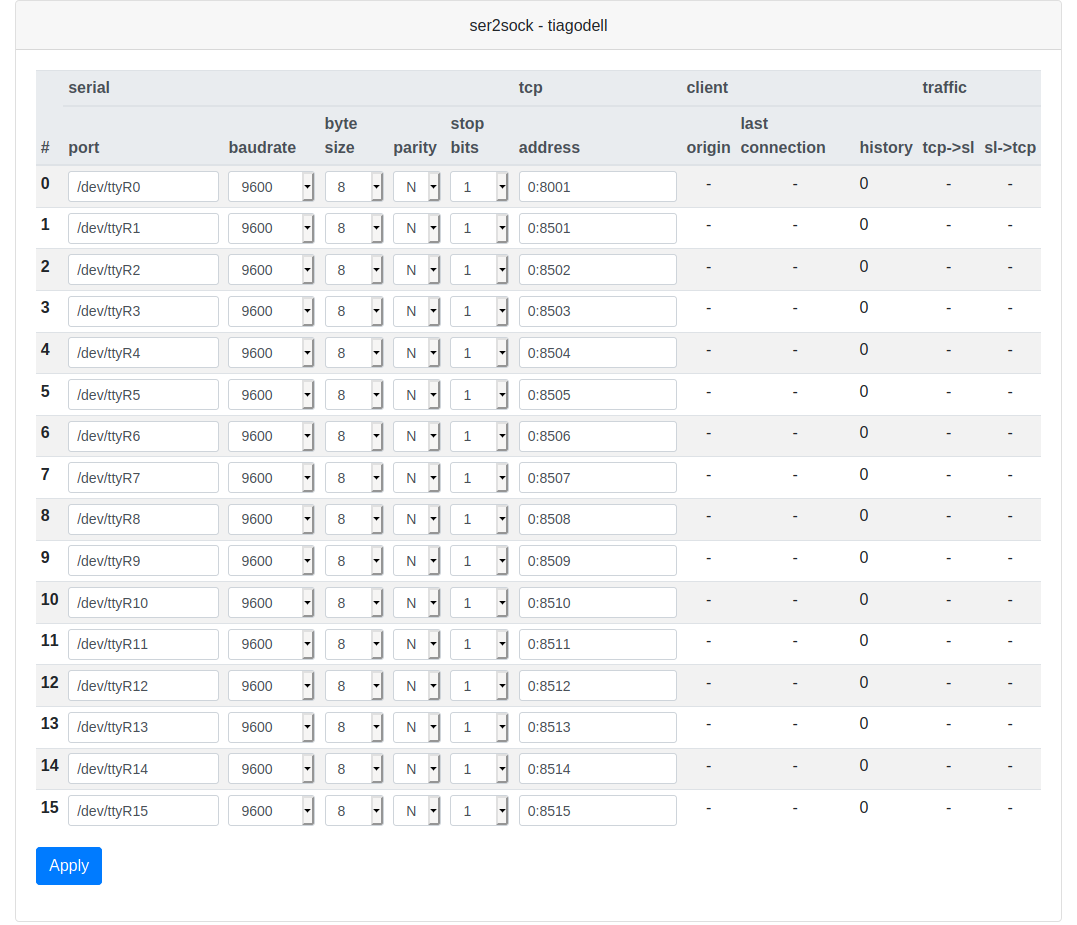 ser2sock - tiagodell
serial tcp client traffic
# port baudrate byte size parity stop bits address origin last connection history tcp->sl sl->tcp
0 /dev/ttyR0 9600 8 N 1 0:8001 - - 0 - -
1 /dev/ttyR1 9600 8 N 1 0:8501 - - 0 - -
2 /dev/ttyR2 9600 8 N 1 0:8502 - - 0 - -
3 /dev/ttyR3 9600 8 N 1 0:8503 - - 0 - -
4 /dev/ttyR4 9600 8 N 1 0:8504 - - 0 - -
5 /dev/ttyR5 9600 8 N 1 0:8505 - - 0 - -
6 /dev/ttyR6 9600 8 N 1 0:8506 - - 0 - -
7 /dev/ttyR7 9600 8 N 1 0:8507 - - 0 - -
8 /dev/ttyR8 9600 8 N 1 0:8508 - - 0 - -
9 /dev/ttyR9 9600 8 N 1 0:8509 - - 0 - -
10 /dev/ttyR10 9600 8 N 1 0:8510 - - 0 - -
11 /dev/ttyR11 9600 8 N 1 0:8511 - - 0 - -
12 /dev/ttyR12 9600 8 N 1 0:8512 - - 0 - -
13 /dev/ttyR13 9600 8 N 1 0:8513 - - 0 - -
14 /dev/ttyR14 9600 8 N 1 0:8514 - - 0 - -
15 /dev/ttyR15 9600 8 N 1 0:8515 - - 0 - -
Apply